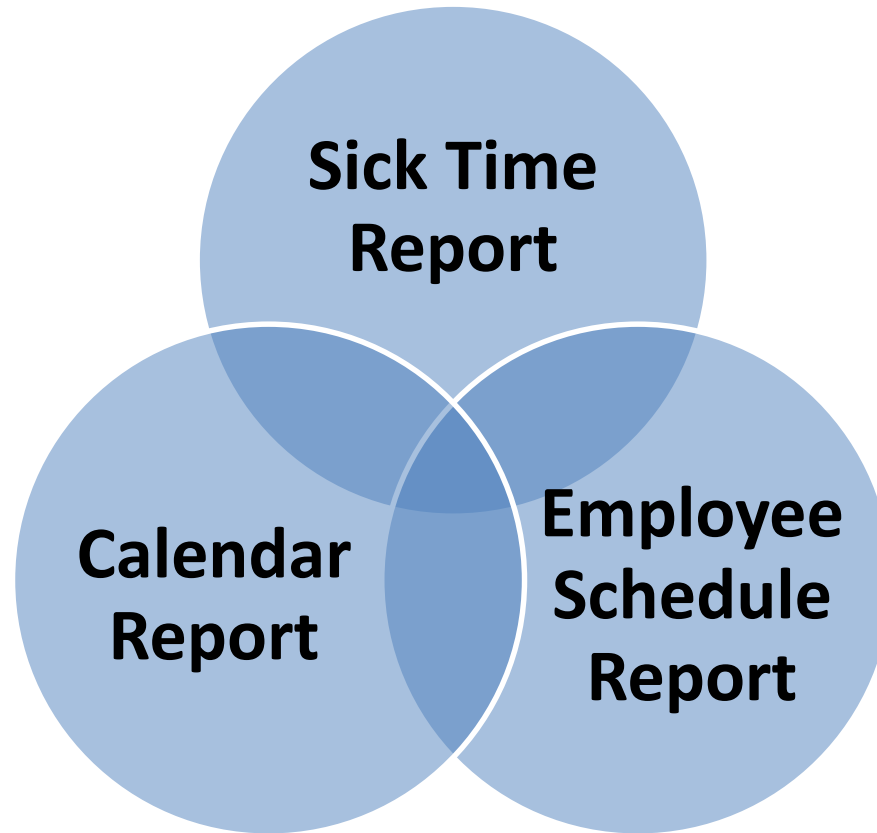 Sick Time
Report
Calendar
Report
Employee
Schedule
Report